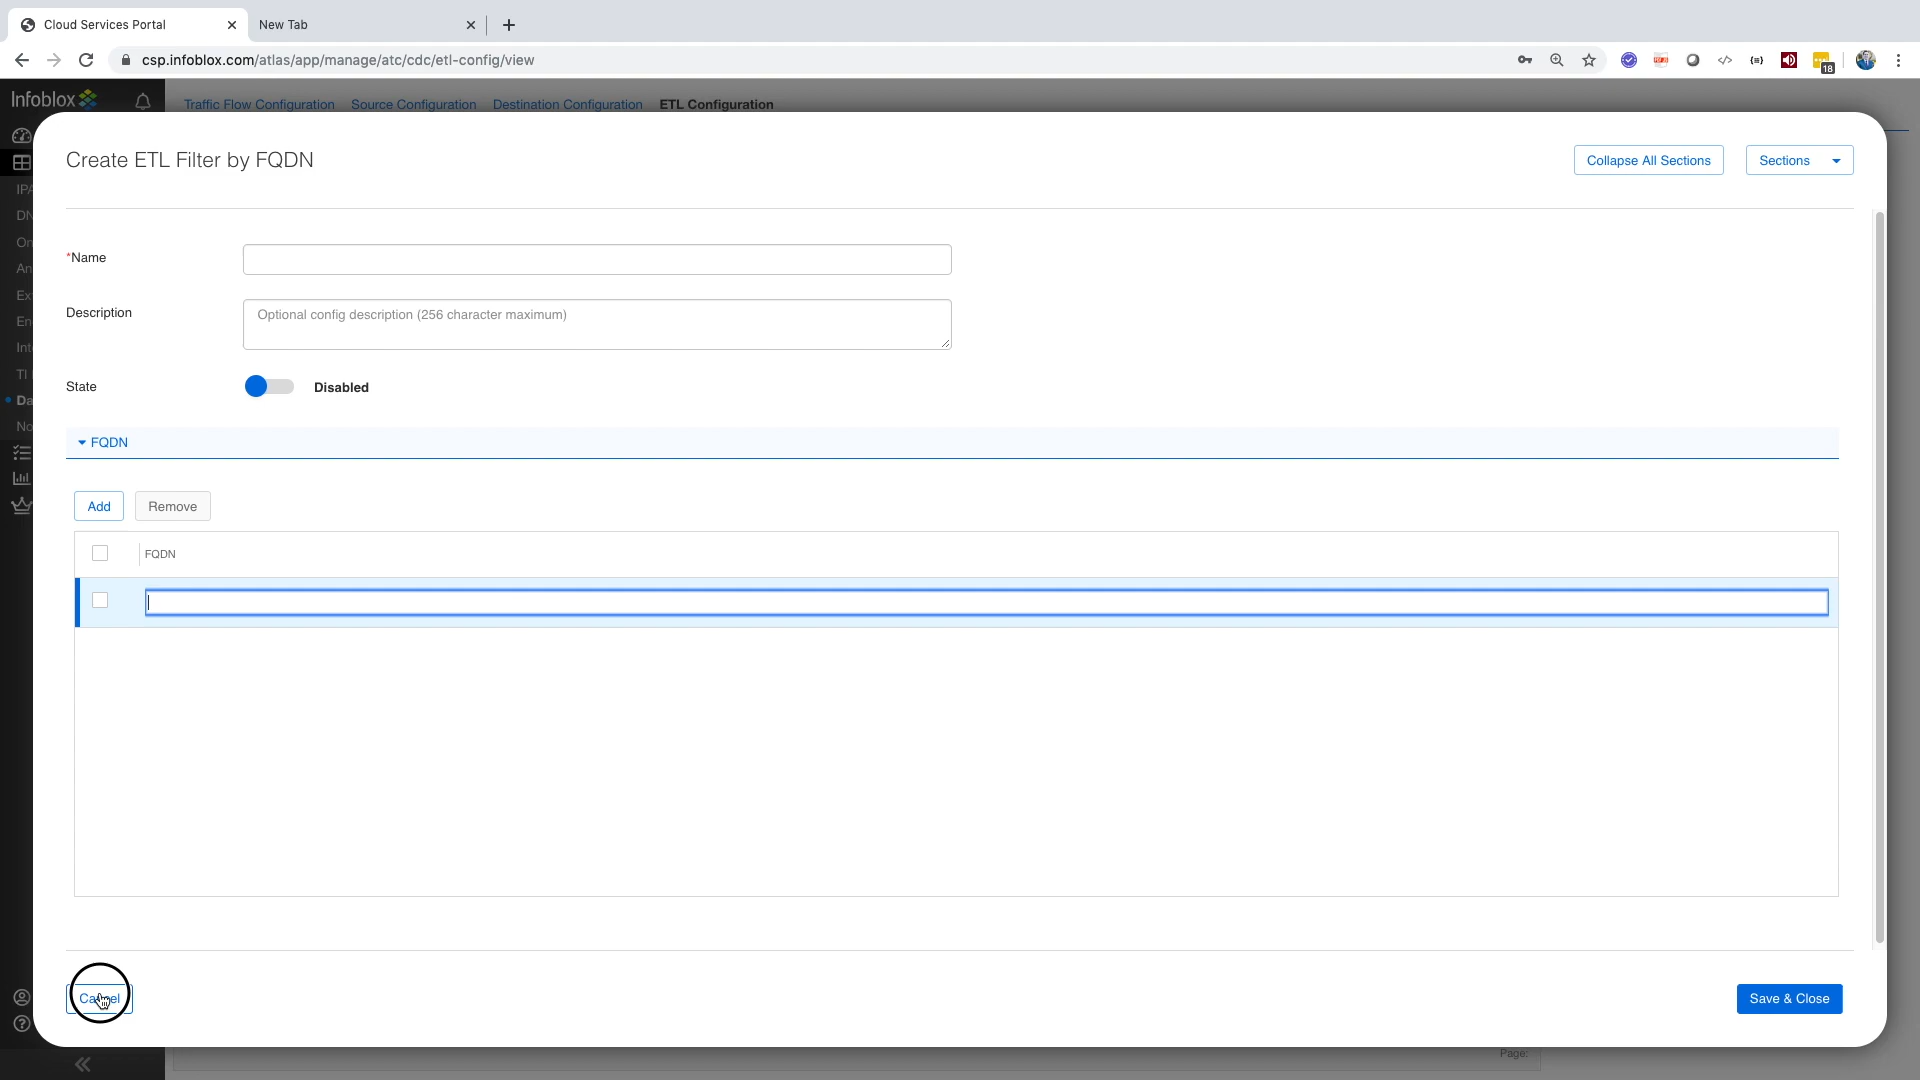 Cloud Services Portal
New Tab
csp.infoblox.com/atlas/app/manage/atc/cdc/etl-config/view
18
Infoblox
Traffic Flow Configuration Source Configuration Destination Configuration ETL Configuration
Create ETL Filter by FQDN
Collapse All Sections
Sections
*Name
Description
Optional config description (256 character maximum)
State
Disabled
FQDN
Add
Remove
FQDN
Cancel
Save & Close
Page: